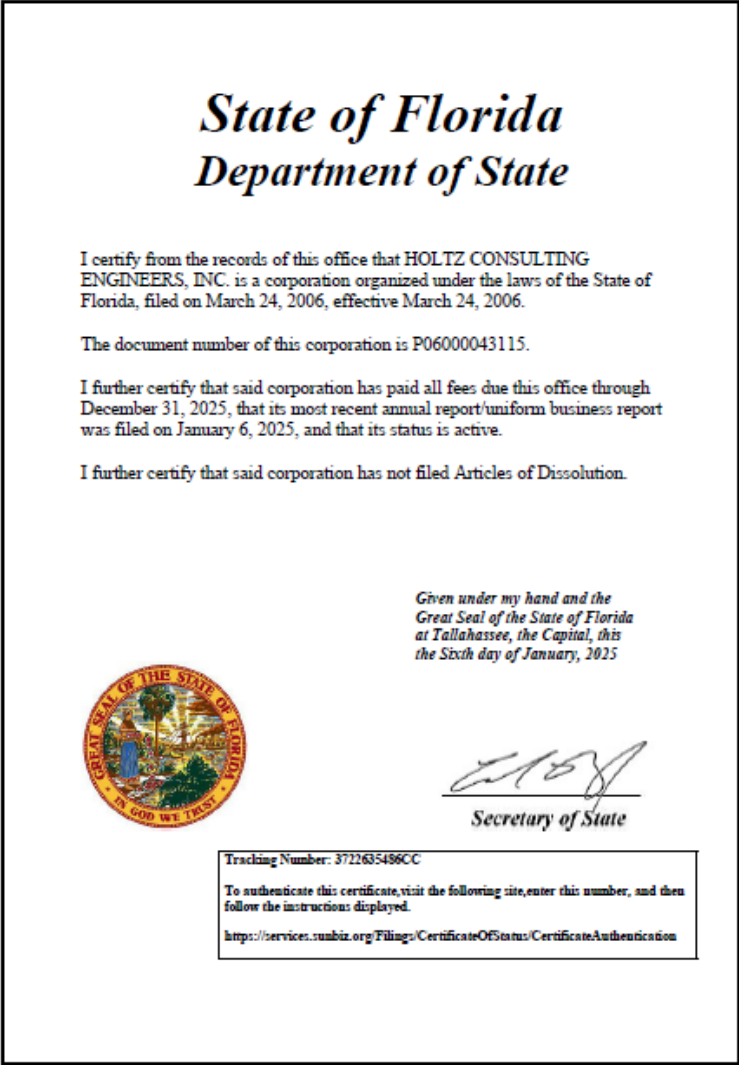 State of Florida
Department of State
I certify from the records of this office that HOLTZ CONSULTING
ENGINEERS, INC. is a corporation organized under the laws of the State of
Florida, filed on March 24, 2006, effective March 24, 2006.
The document number of this corporation is P06000043115.
I further certify that said corporation has paid all fees due this office through
December 31, 2025, that its most recent annual report/uniform business report
was filed on January 6, 2025, and that its status is active.
I further certify that said corporation has not filed Articles of Dissolution.
Given under my hand and the
Great Seal of the State of Florida
at Tallahassee, the Capital, this
the Sixth day of January, 2025
GREAT SEAL OF THE STATE OF FLORIDA
IN GOD WE TRUST
Secretary of State
Tracking Number: 3722635486CC
To authenticate this certificate,visit the following site,enter this number, and then
follow the instructions displayed.
https://services.sunbiz.org/Filings/CertificateOfStatus/CertificateAuthentication